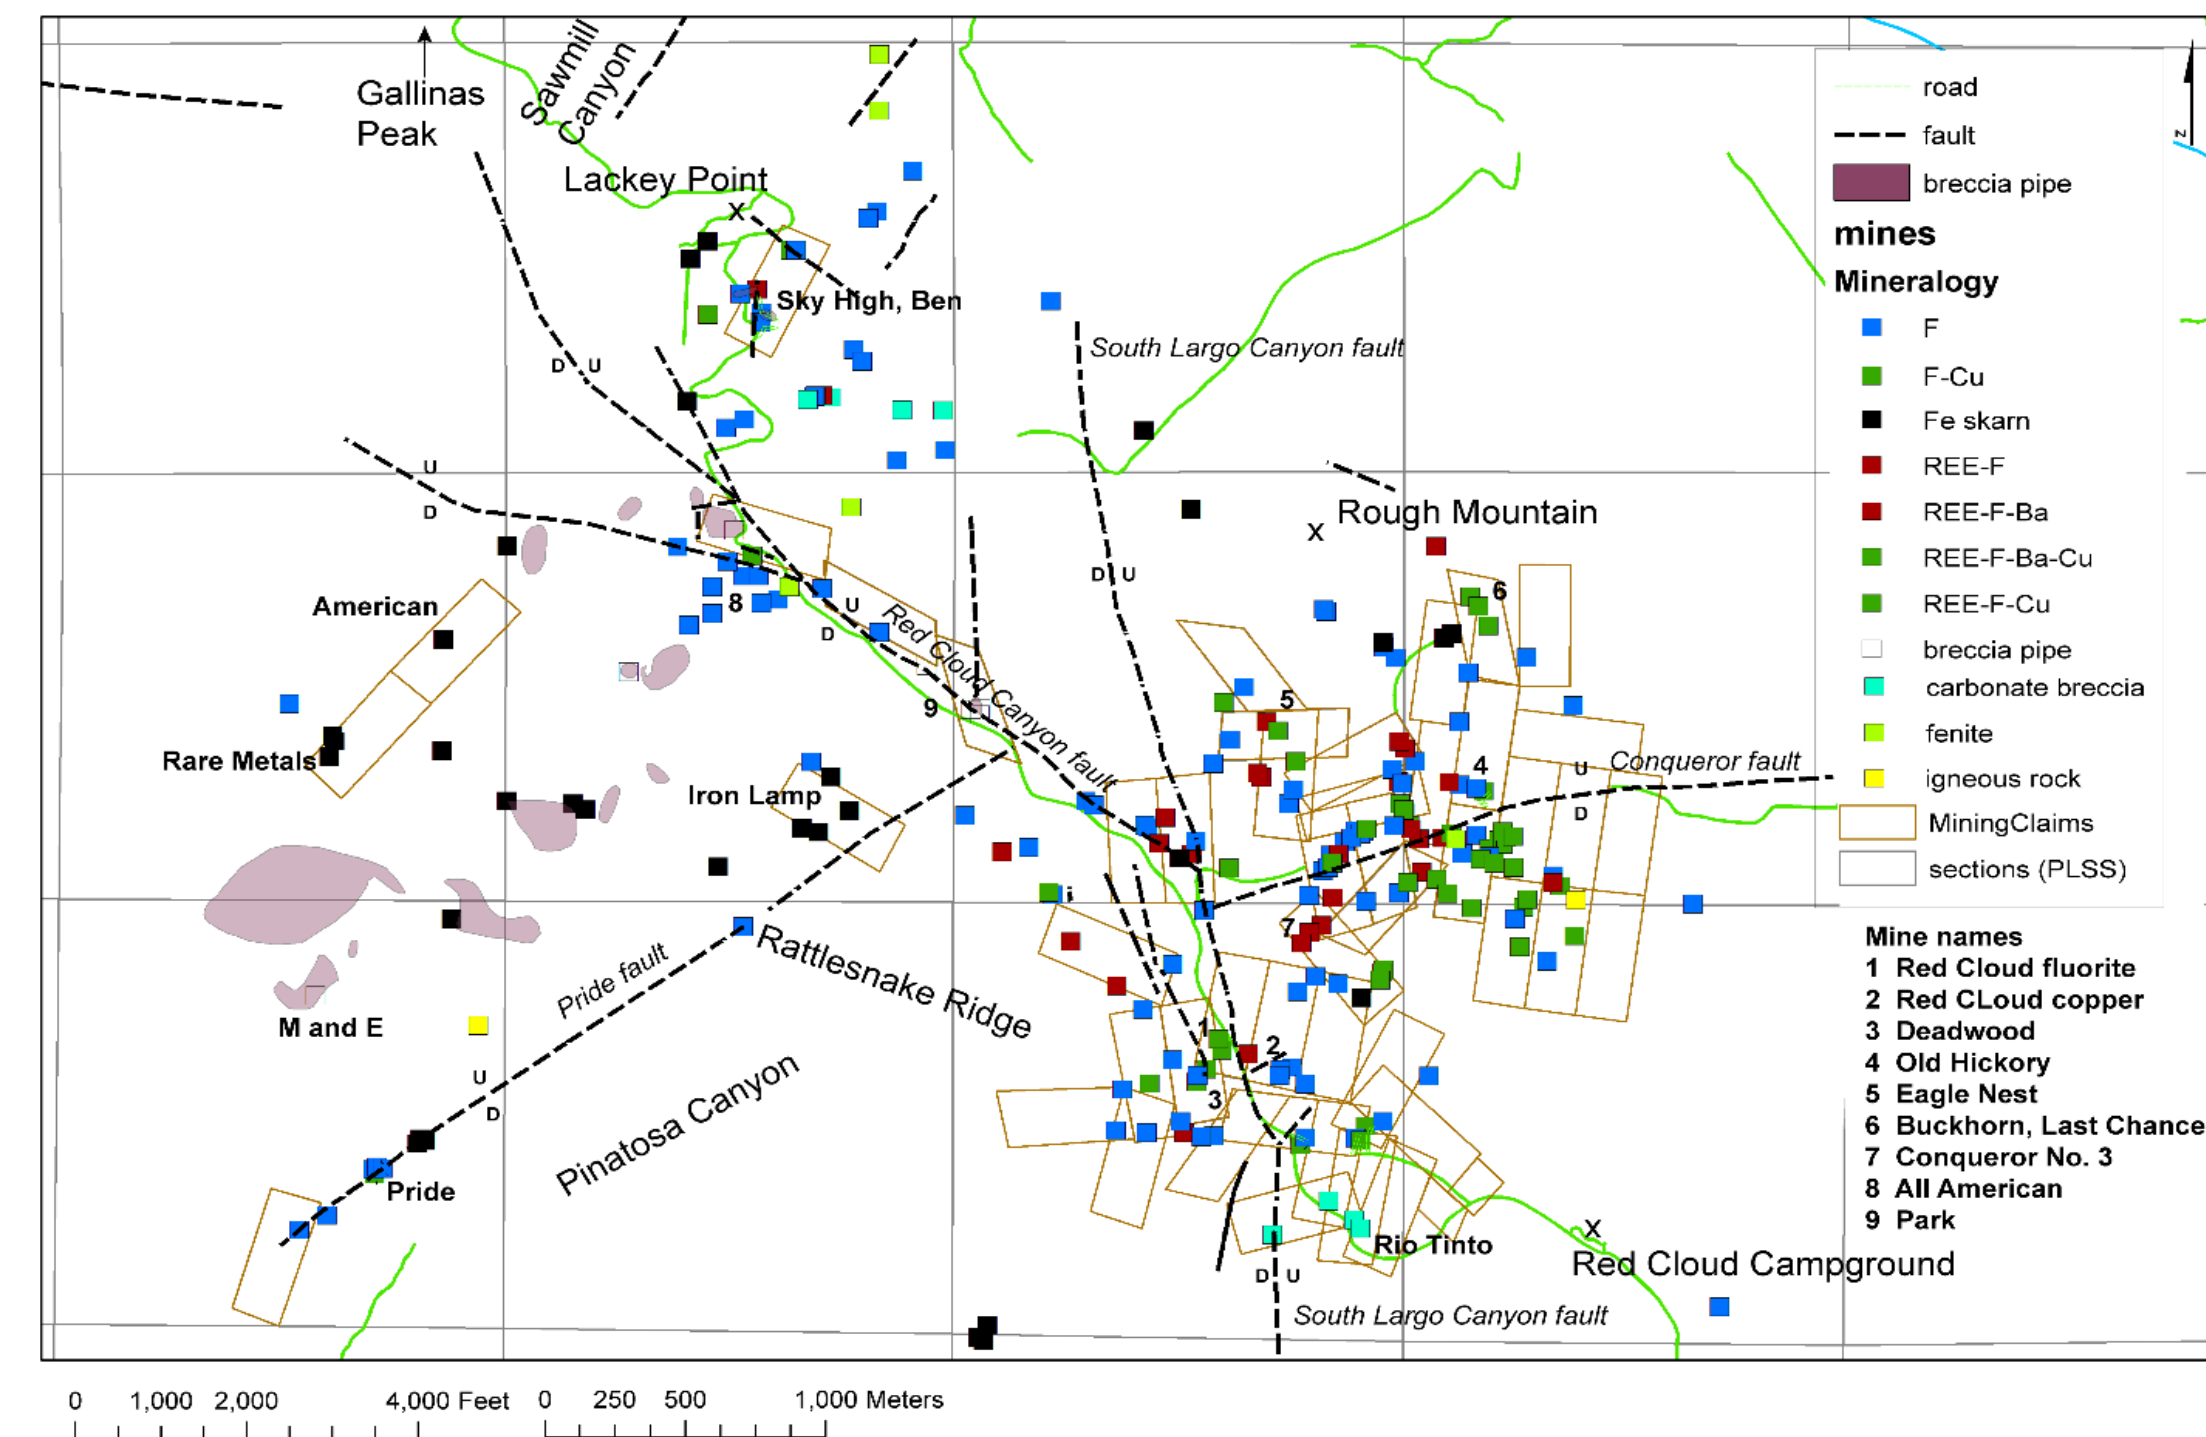 Gallinas
Peak
Sawmill
Canyon
Lackey Point
X
Sky High, Ben
D U
U
D
South Largo Canyon fault
Rough Mountain
X
D U
American
8
U
D
Red Cloud Canyon fault
9
Rare Metals
Iron Lamp
6
5
4
U
D
Conqueror fault
i
7
Rattlesnake Ridge
Pride fault
M and E
U
D
Pinatosa Canyon
Pride
1
2
3
Rio Tinto
D U
South Largo Canyon fault
X
Red Cloud Campground
z
road
fault
breccia pipe
mines
Mineralogy
F
F-Cu
Fe skarn
REE-F
REE-F-Ba
REE-F-Ba-Cu
REE-F-Cu
breccia pipe
carbonate breccia
fenite
igneous rock
MiningClaims
sections (PLSS)
Mine names
1 Red Cloud fluorite
2 Red CLoud copper
3 Deadwood
4 Old Hickory
5 Eagle Nest
6 Buckhorn, Last Chance
7 Conqueror No. 3
8 All American
9 Park
0 1,000 2,000 4,000 Feet
0 250 500 1,000 Meters